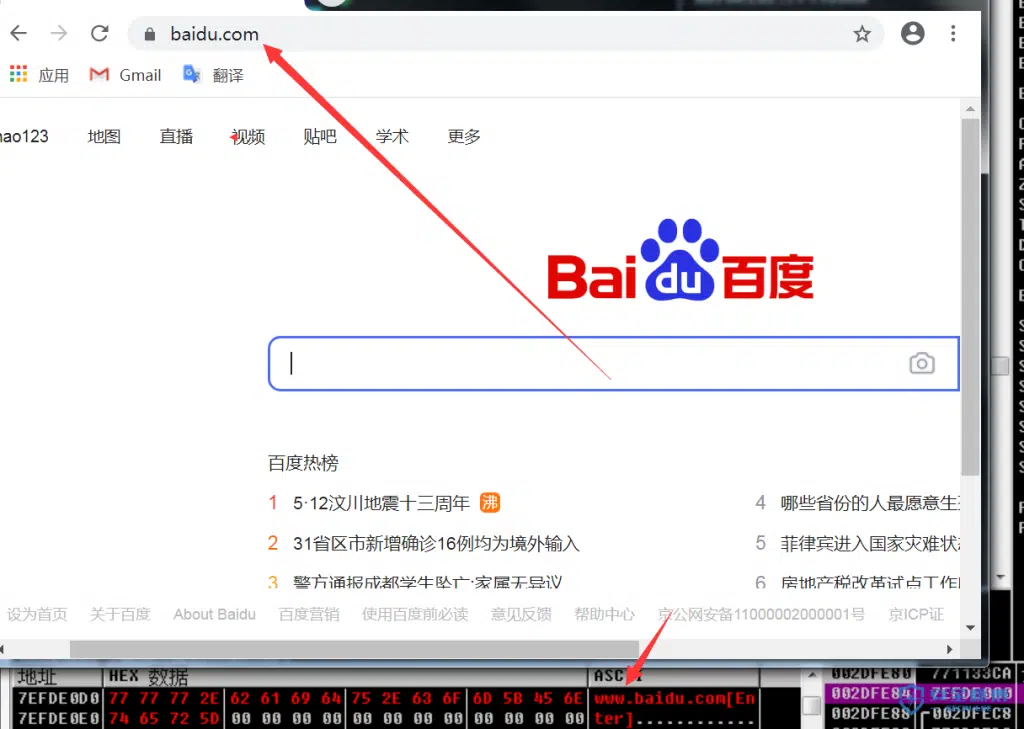 baidu.com
应用 Gmail 翻译
hao123 地图 直播 视频 贴吧 学术 更多
Bai du 百度
百度热榜
1 5·12汶川地震十三周年 沸
4 哪些省份的人最愿意生
2 31省区市新增确诊16例均为境外输入
5 菲律宾进入国家灾难状
3 警方通报成都学生坠亡:家属无异议
6 房地产税改革试点工作
设为首页 关于百度 About Baidu 百度营销 使用百度前必读 意见反馈 帮助中心 京公网安备11000002000001号 京ICP证
地址 HEX 数据 ASC
7EFDE0D0 77 77 77 2E 62 61 69 64 75 2E 63 6F 6D 5B 45 6E www.baidu.com[En
7EFDE0E0 74 65 72 5D 00 00 00 00 00 00 00 00 00 00 00 00 ter]............
002DFE80 771133CA
002DFE84 7EFDE000
002DFE88 002DFEC8